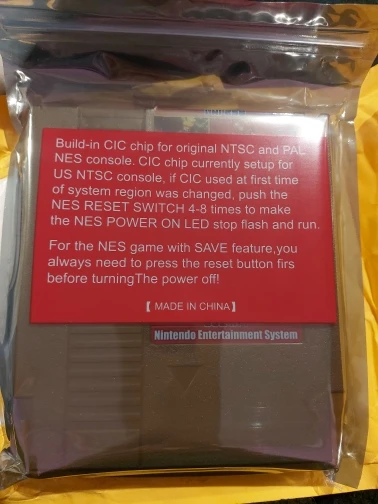 Build-in CIC chip for original NTSC and PAL
NES console. CIC chip currently setup for
US NTSC console, if CIC used at first time
of system region was changed, push the
NES RESET SWITCH 4-8 times to make
the NES POWER ON LED stop flash and run.
For the NES game with SAVE feature,you
always need to press the reset button firs
before turningThe power off!
【 MADE IN CHINA】
Nintendo Entertainment System